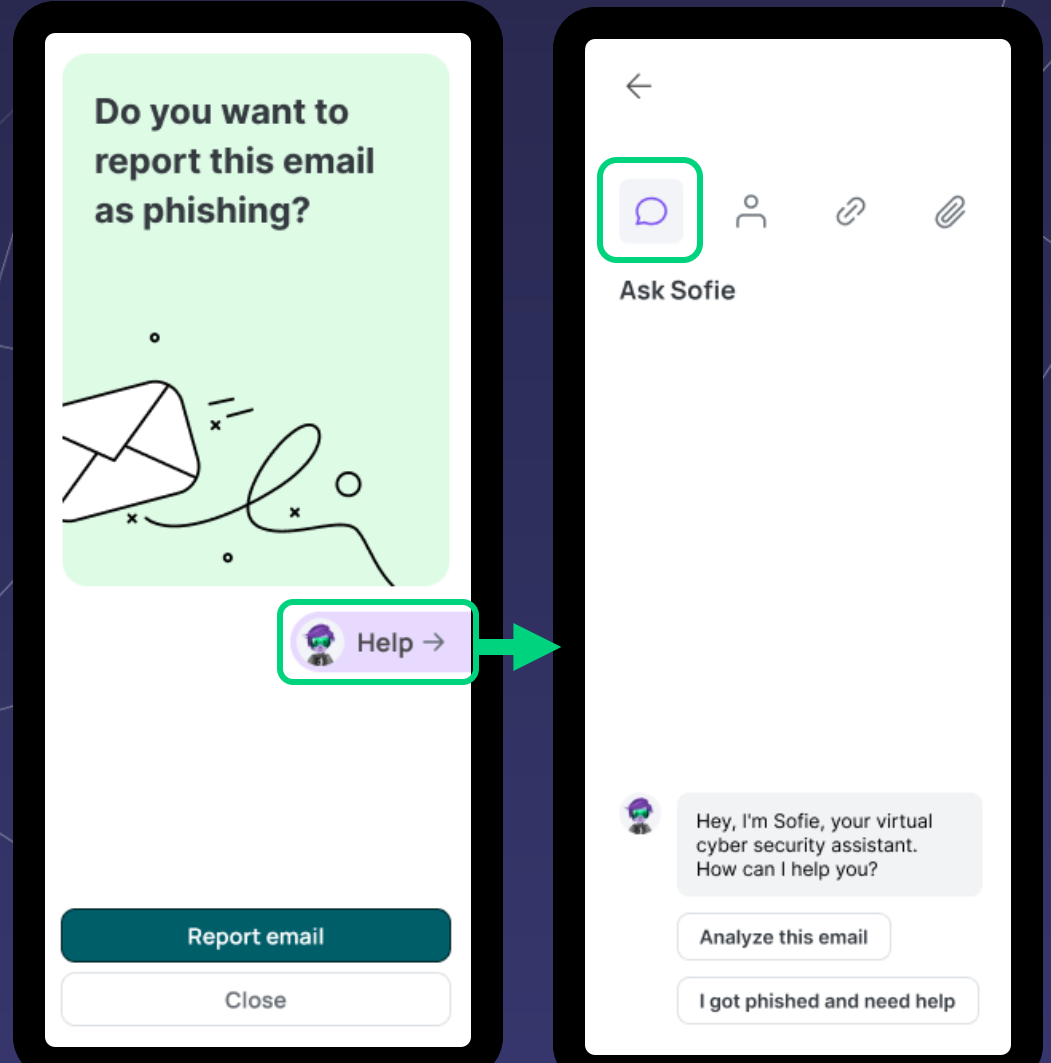 Do you want to
report this email
as phishing?
Help
Report email
Close
Ask Sofie
Hey, I'm Sofie, your virtual
cyber security assistant.
How can I help you?
Analyze this email
I got phished and need help